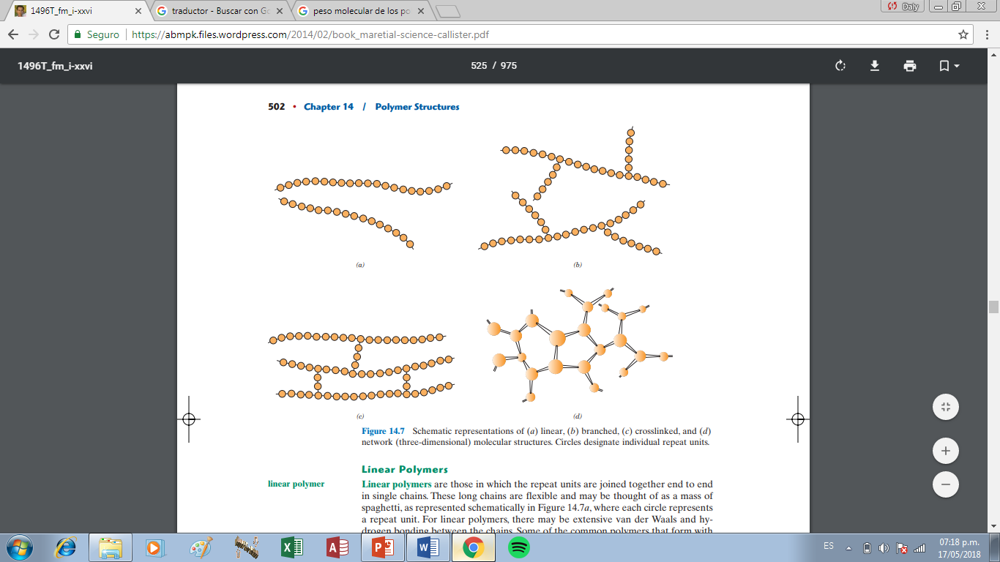 1496T_fm_i-xxvi
traductor - Buscar con Go
peso molecular de los po
Daly
Seguro
https://abmpk.files.wordpress.com/2014/02/book_maretial-science-callister.pdf
1496T_fm_i-xxvi
525 / 975
502 • Chapter 14 / Polymer Structures
(a)
(b)
(c)
(d)
Figure 14.7 Schematic representations of (a) linear, (b) branched, (c) crosslinked, and (d)
network (three-dimensional) molecular structures. Circles designate individual repeat units.
Linear Polymers
linear polymer
Linear polymers are those in which the repeat units are joined together end to end
in single chains. These long chains are flexible and may be thought of as a mass of
spaghetti, as represented schematically in Figure 14.7a, where each circle represents
a repeat unit. For linear polymers, there may be extensive van der Waals and hy-
drogen bonding between the chains. Some of the common polymers that form with
ES
07:18 p.m.
17/05/2018